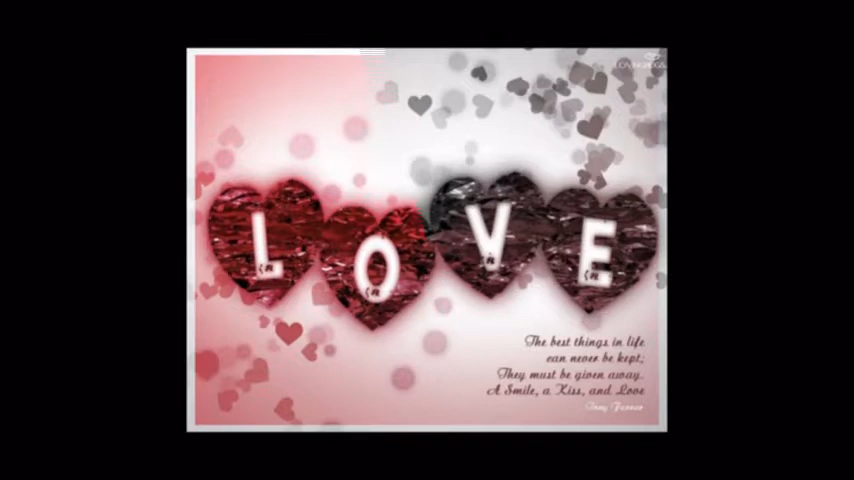 LOVE
The best things in life
can never be kept;
They must be given away.
A Smile, a Kiss, and Love